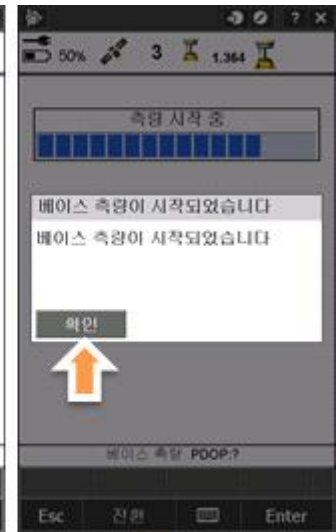 ? ×
50% 3 1.364
측량 시작 중
베이스 측량이 시작되었습니다
베이스 측량이 시작되었습니다
확인
베이스 측량 PDOP:?
Esc 전환 Enter